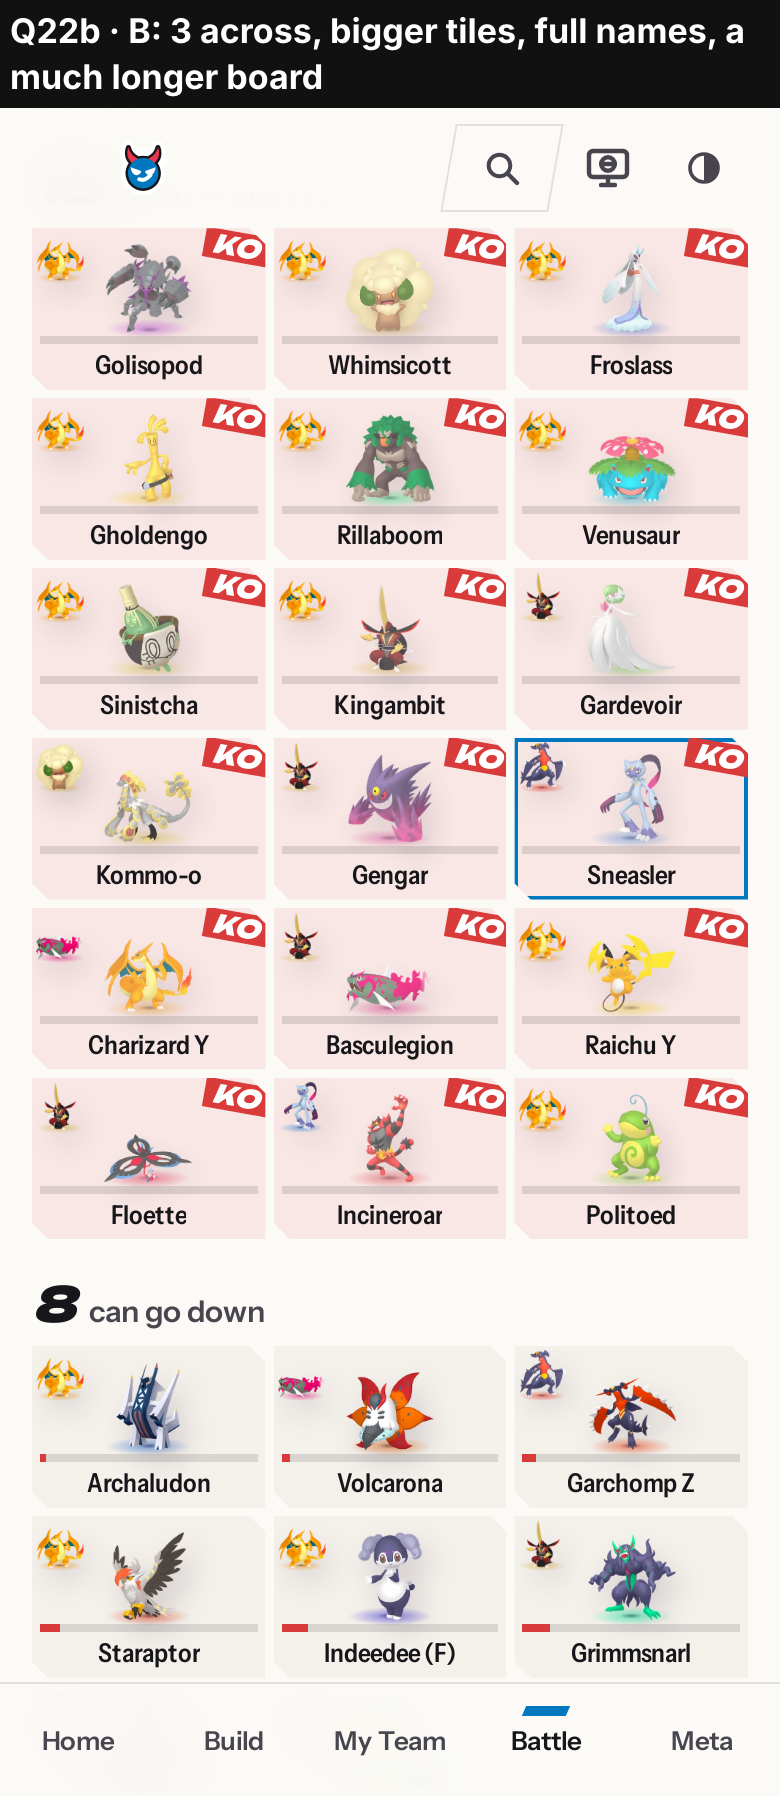 Q22b · B: 3 across, bigger tiles, full names, a
much longer board
KO KO KO
Golisopod Whimsicott Froslass
KO KO KO
Gholdengo Rillaboom Venusaur
KO KO KO
Sinistcha Kingambit Gardevoir
KO KO KO
Kommo-o Gengar Sneasler
KO KO KO
Charizard Y Basculegion Raichu Y
KO KO KO
Floette Incineroar Politoed
8 can go down
Archaludon Volcarona Garchomp Z
Staraptor Indeedee (F) Grimmsnarl
Home Build My Team Battle Meta